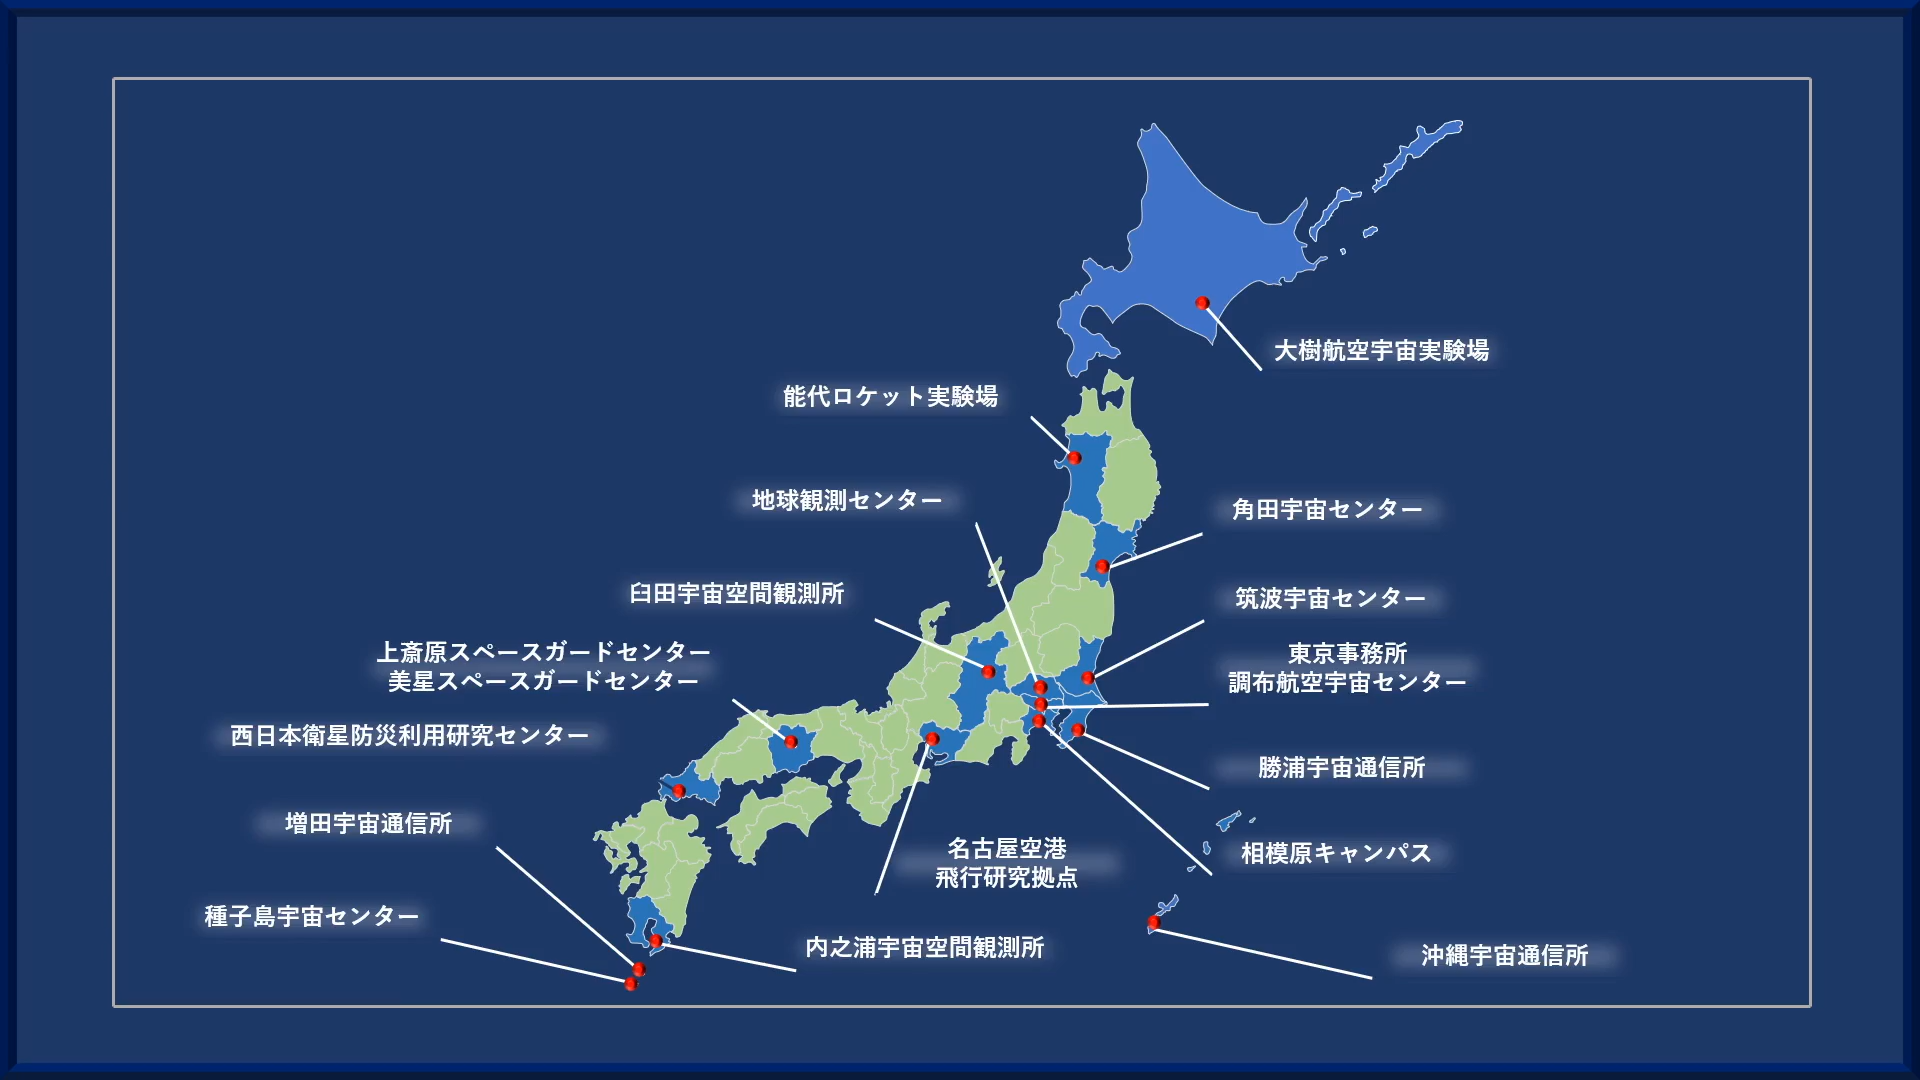 大樹航空宇宙実験場
能代ロケット実験場
地球観測センター
角田宇宙センター
臼田宇宙空間観測所
筑波宇宙センター
上斎原スペースガードセンター
美星スペースガードセンター
東京事務所
調布航空宇宙センター
西日本衛星防災利用研究センター
勝浦宇宙通信所
増田宇宙通信所
名古屋空港
飛行研究拠点
相模原キャンパス
種子島宇宙センター
内之浦宇宙空間観測所
沖縄宇宙通信所